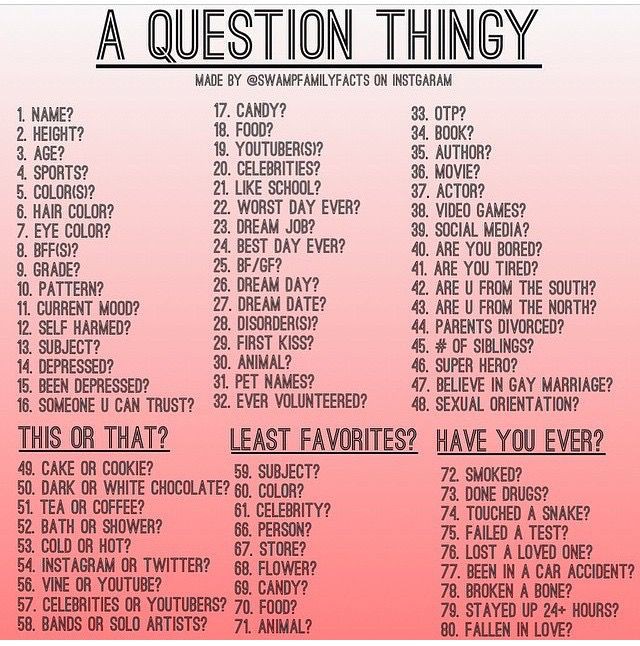 A QUESTION THINGY
MADE BY @SWAMPFAMILYFACTS ON INSTGARAM
1. NAME?
2. HEIGHT?
3. AGE?
4. SPORTS?
5. COLOR(S)?
6. HAIR COLOR?
7. EYE COLOR?
8. BFF(S)?
9. GRADE?
10. PATTERN?
11. CURRENT MOOD?
12. SELF HARMED?
13. SUBJECT?
14. DEPRESSED?
15. BEEN DEPRESSED?
16. SOMEONE U CAN TRUST?
17. CANDY?
18. FOOD?
19. YOUTUBER(S)?
20. CELEBRITIES?
21. LIKE SCHOOL?
22. WORST DAY EVER?
23. DREAM JOB?
24. BEST DAY EVER?
25. BF/GF?
26. DREAM DAY?
27. DREAM DATE?
28. DISORDER(S)?
29. FIRST KISS?
30. ANIMAL?
31. PET NAMES?
32. EVER VOLUNTEERED?
33. OTP?
34. BOOK?
35. AUTHOR?
36. MOVIE?
37. ACTOR?
38. VIDEO GAMES?
39. SOCIAL MEDIA?
40. ARE YOU BORED?
41. ARE YOU TIRED?
42. ARE U FROM THE SOUTH?
43. ARE U FROM THE NORTH?
44. PARENTS DIVORCED?
45. # OF SIBLINGS?
46. SUPER HERO?
47. BELIEVE IN GAY MARRIAGE?
48. SEXUAL ORIENTATION?
THIS OR THAT?
49. CAKE OR COOKIE?
50. DARK OR WHITE CHOCOLATE?
51. TEA OR COFFEE?
52. BATH OR SHOWER?
53. COLD OR HOT?
54. INSTAGRAM OR TWITTER?
56. VINE OR YOUTUBE?
57. CELEBRITIES OR YOUTUBERS?
58. BANDS OR SOLO ARTISTS?
LEAST FAVORITES?
59. SUBJECT?
60. COLOR?
61. CELEBRITY?
66. PERSON?
67. STORE?
68. FLOWER?
69. CANDY?
70. FOOD?
71. ANIMAL?
HAVE YOU EVER?
72. SMOKED?
73. DONE DRUGS?
74. TOUCHED A SNAKE?
75. FAILED A TEST?
76. LOST A LOVED ONE?
77. BEEN IN A CAR ACCIDENT?
78. BROKEN A BONE?
79. STAYED UP 24+ HOURS?
80. FALLEN IN LOVE?